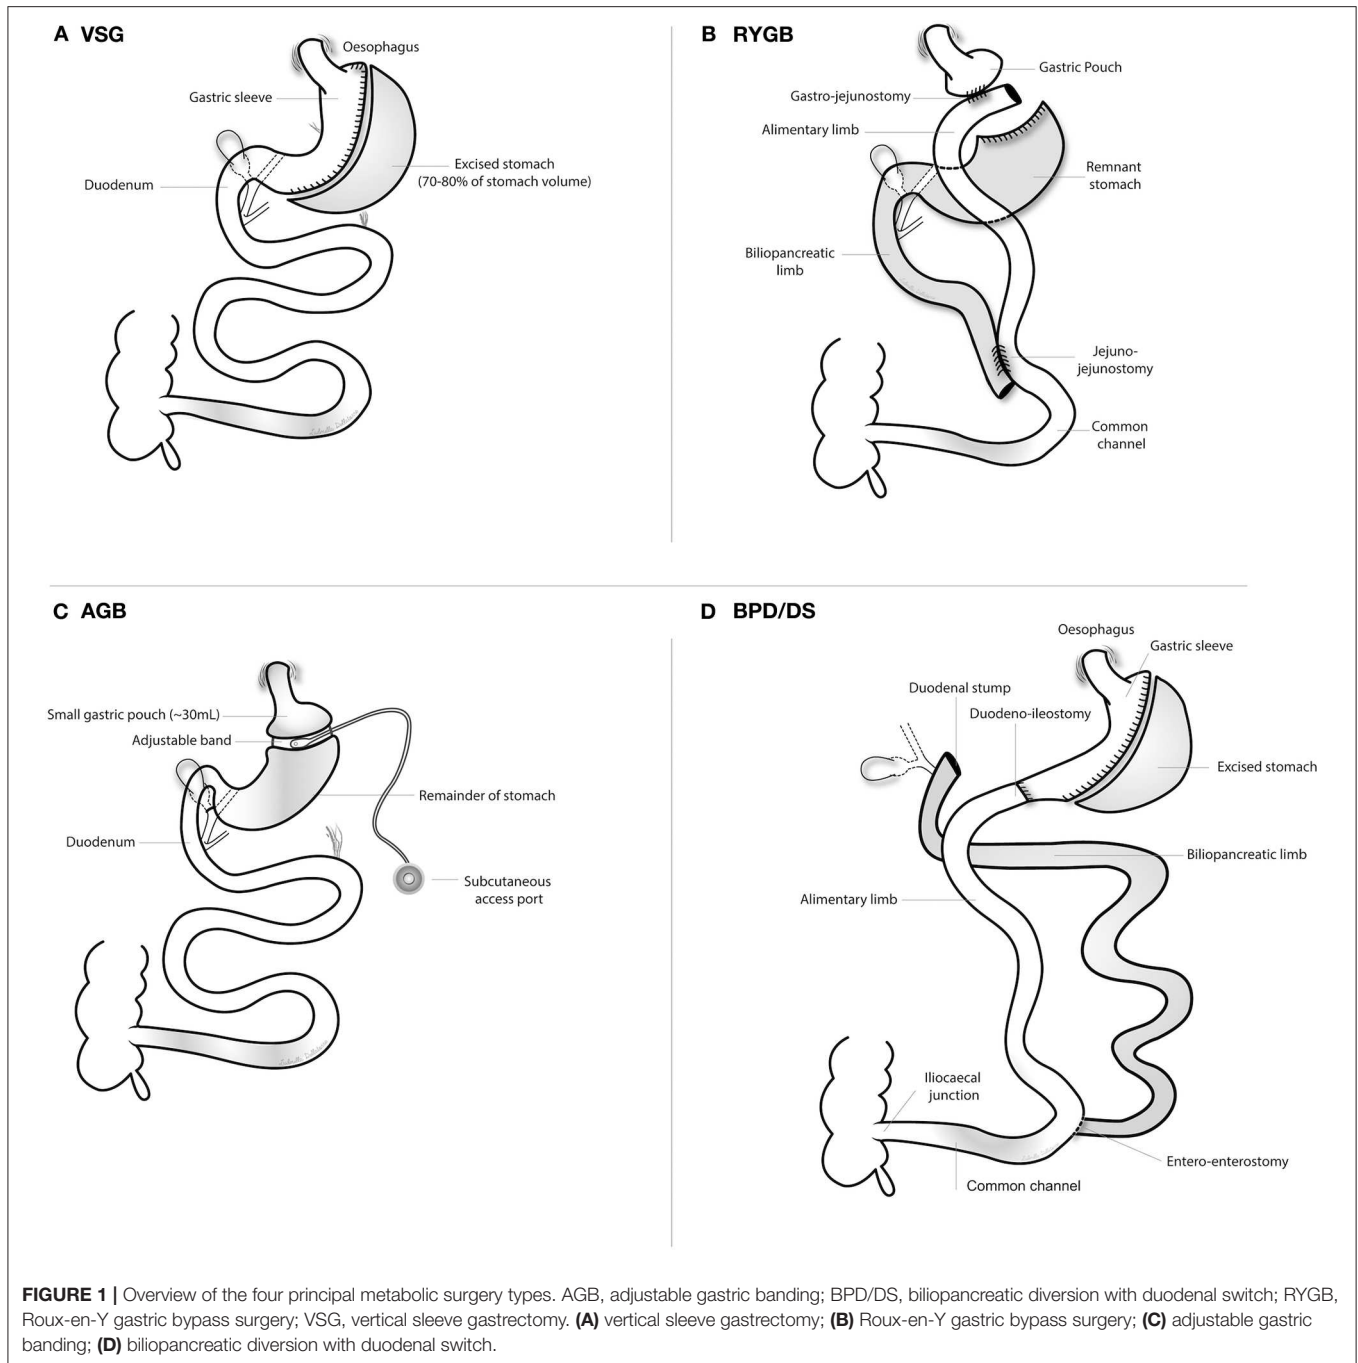 A VSG
Oesophagus
Gastric sleeve
Excised stomach
(70-80% of stomach volume)
Duodenum
B RYGB
Gastric Pouch
Gastro-jejunostomy
Alimentary limb
Remnant
stomach
Biliopancreatic
limb
Jejuno-
jejunostomy
Common
channel
C AGB
Small gastric pouch (~30mL)
Adjustable band
Remainder of stomach
Duodenum
Subcutaneous
access port
D BPD/DS
Oesophagus
Gastric sleeve
Duodenal stump
Duodeno-ileostomy
Excised stomach
Biliopancreatic limb
Alimentary limb
Iliocaecal
junction
Entero-enterostomy
Common channel
FIGURE 1 | Overview of the four principal metabolic surgery types. AGB, adjustable gastric banding; BPD/DS, biliopancreatic diversion with duodenal switch; RYGB,
Roux-en-Y gastric bypass surgery; VSG, vertical sleeve gastrectomy. (A) vertical sleeve gastrectomy; (B) Roux-en-Y gastric bypass surgery; (C) adjustable gastric
banding; (D) biliopancreatic diversion with duodenal switch.